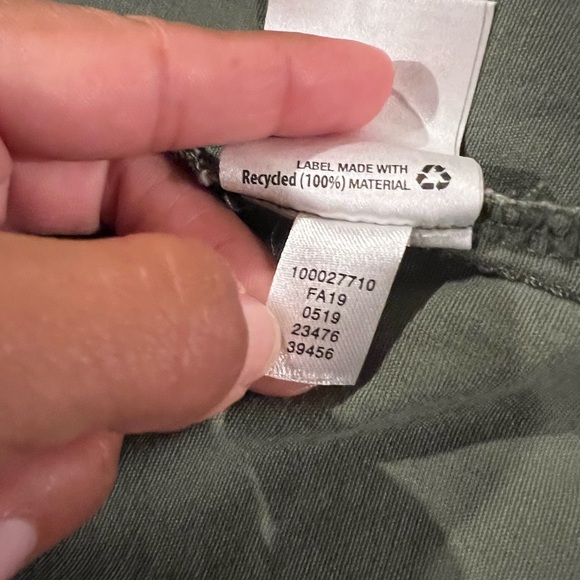 LABEL MADE WITH
Recycled (100%) MATERIAL
100027710
FA19
0519
23476
39456